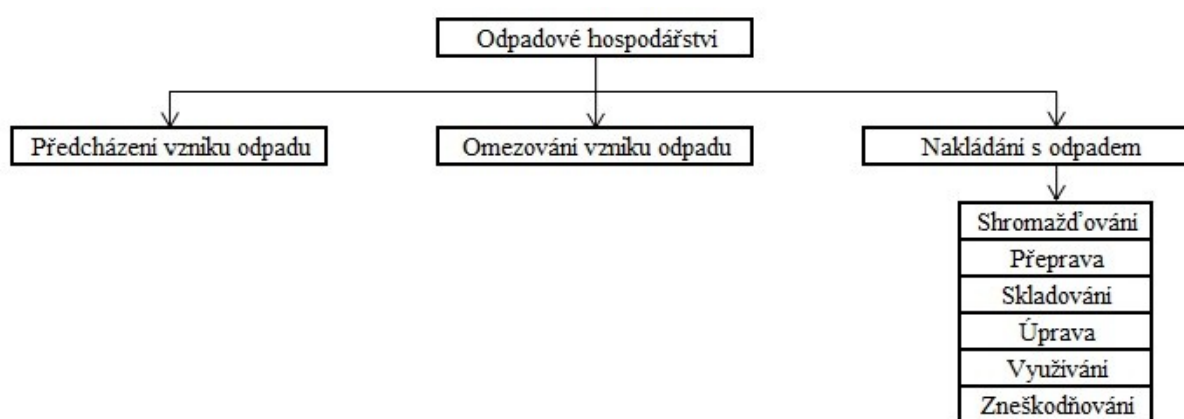 Odpadové hospodářství
Předcházení vzniku odpadu
Omezování vzniku odpadu
Nakládání s odpadem
Shromažďování
Přeprava
Skladování
Úprava
Využívání
Zneškodňování